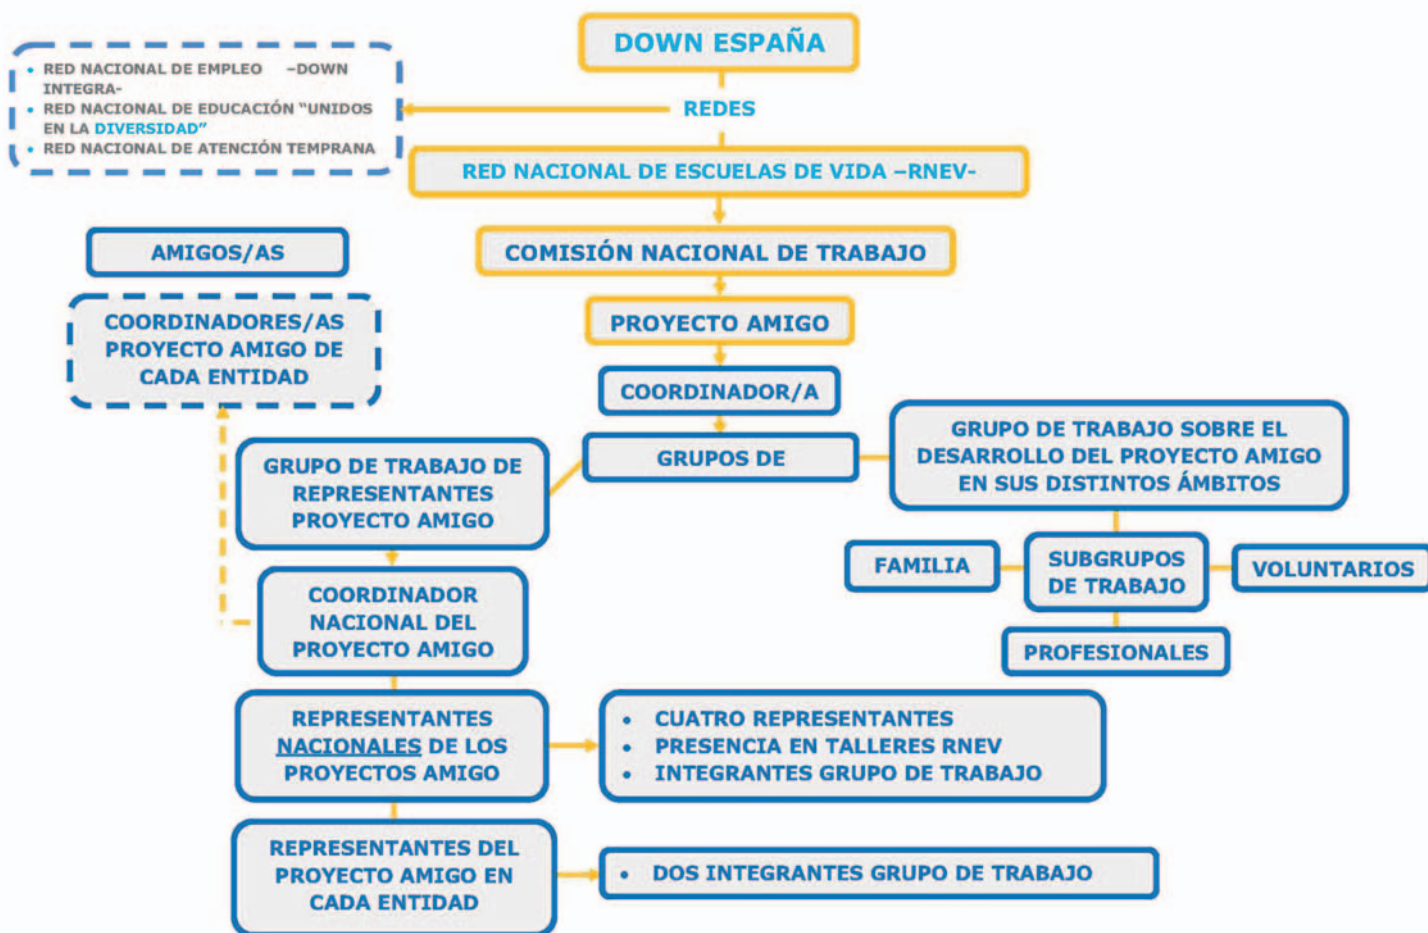 DOWN ESPAÑA
• RED NACIONAL DE EMPLEO –DOWN
INTEGRA-
• RED NACIONAL DE EDUCACIÓN “UNIDOS
EN LA DIVERSIDAD”
• RED NACIONAL DE ATENCIÓN TEMPRANA
REDES
RED NACIONAL DE ESCUELAS DE VIDA –RNEV-
AMIGOS/AS
COMISIÓN NACIONAL DE TRABAJO
COORDINADORES/AS
PROYECTO AMIGO DE
CADA ENTIDAD
PROYECTO AMIGO
COORDINADOR/A
GRUPOS DE
GRUPO DE TRABAJO DE
REPRESENTANTES
PROYECTO AMIGO
GRUPO DE TRABAJO SOBRE EL
DESARROLLO DEL PROYECTO AMIGO
EN SUS DISTINTOS ÁMBITOS
FAMILIA
SUBGRUPOS
DE TRABAJO
VOLUNTARIOS
PROFESIONALES
COORDINADOR
NACIONAL DEL
PROYECTO AMIGO
REPRESENTANTES
NACIONALES DE LOS
PROYECTOS AMIGO
• CUATRO REPRESENTANTES
• PRESENCIA EN TALLERES RNEV
• INTEGRANTES GRUPO DE TRABAJO
REPRESENTANTES DEL
PROYECTO AMIGO EN
CADA ENTIDAD
• DOS INTEGRANTES GRUPO DE TRABAJO